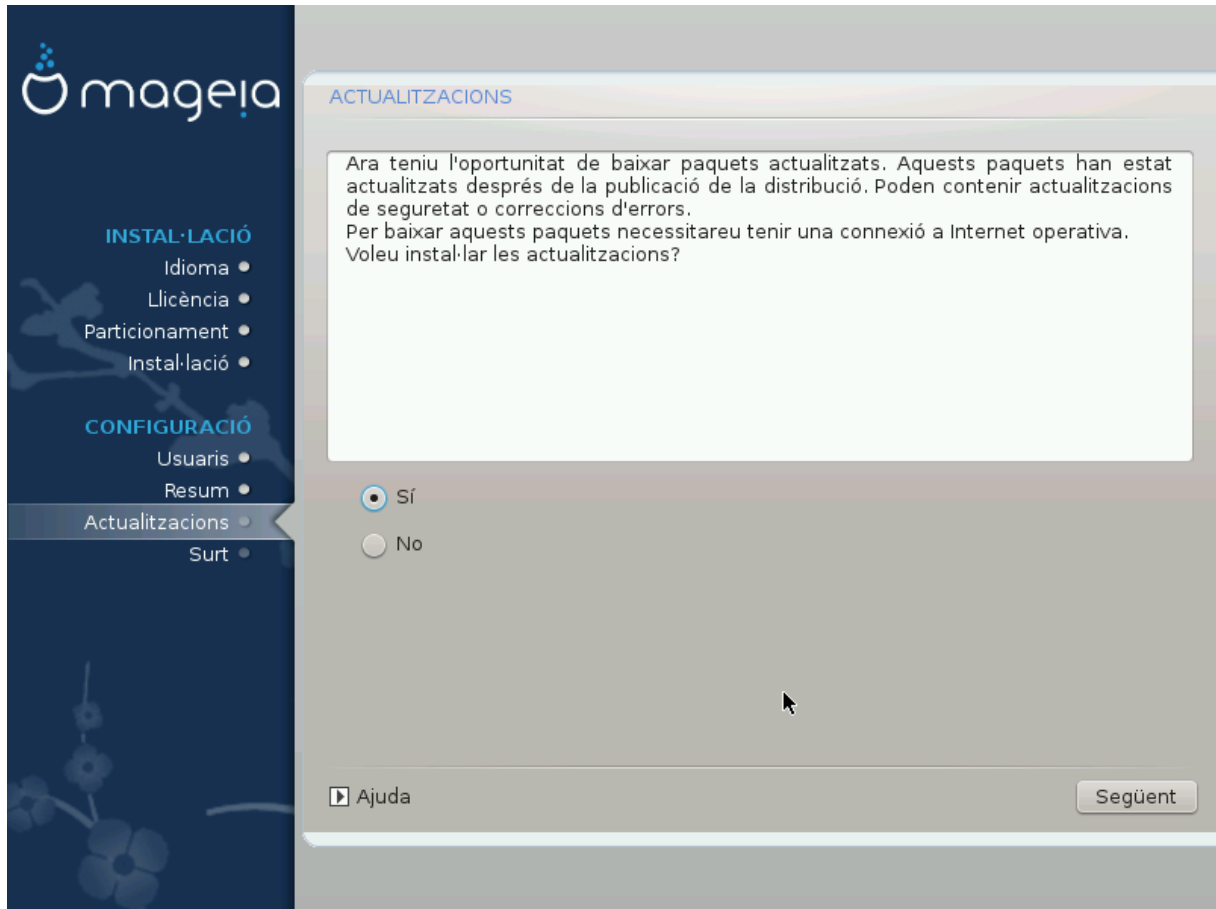 mageia
INSTAL·LACIÓ
Idioma
Llicència
Particionament
Instal·lació
CONFIGURACIÓ
Usuaris
Resum
Actualitzacions
Surt
ACTUALITZACIONS
Ara teniu l'oportunitat de baixar paquets actualitzats. Aquests paquets han estat
actualitzats després de la publicació de la distribució. Poden contenir actualitzacions
de seguretat o correccions d'errors.
Per baixar aquests paquets necessitareu tenir una connexió a Internet operativa.
Voleu instal·lar les actualitzacions?
Sí
No
Ajuda
Següent